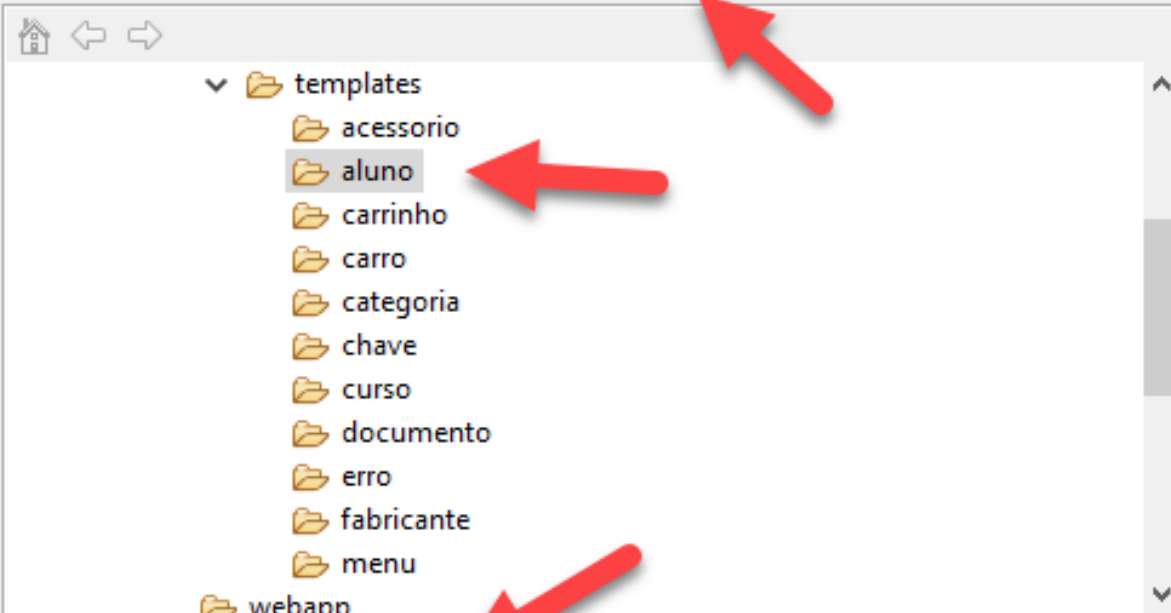 templates
acessorio
aluno
carrinho
carro
categoria
chave
curso
documento
erro
fabricante
menu
webapp